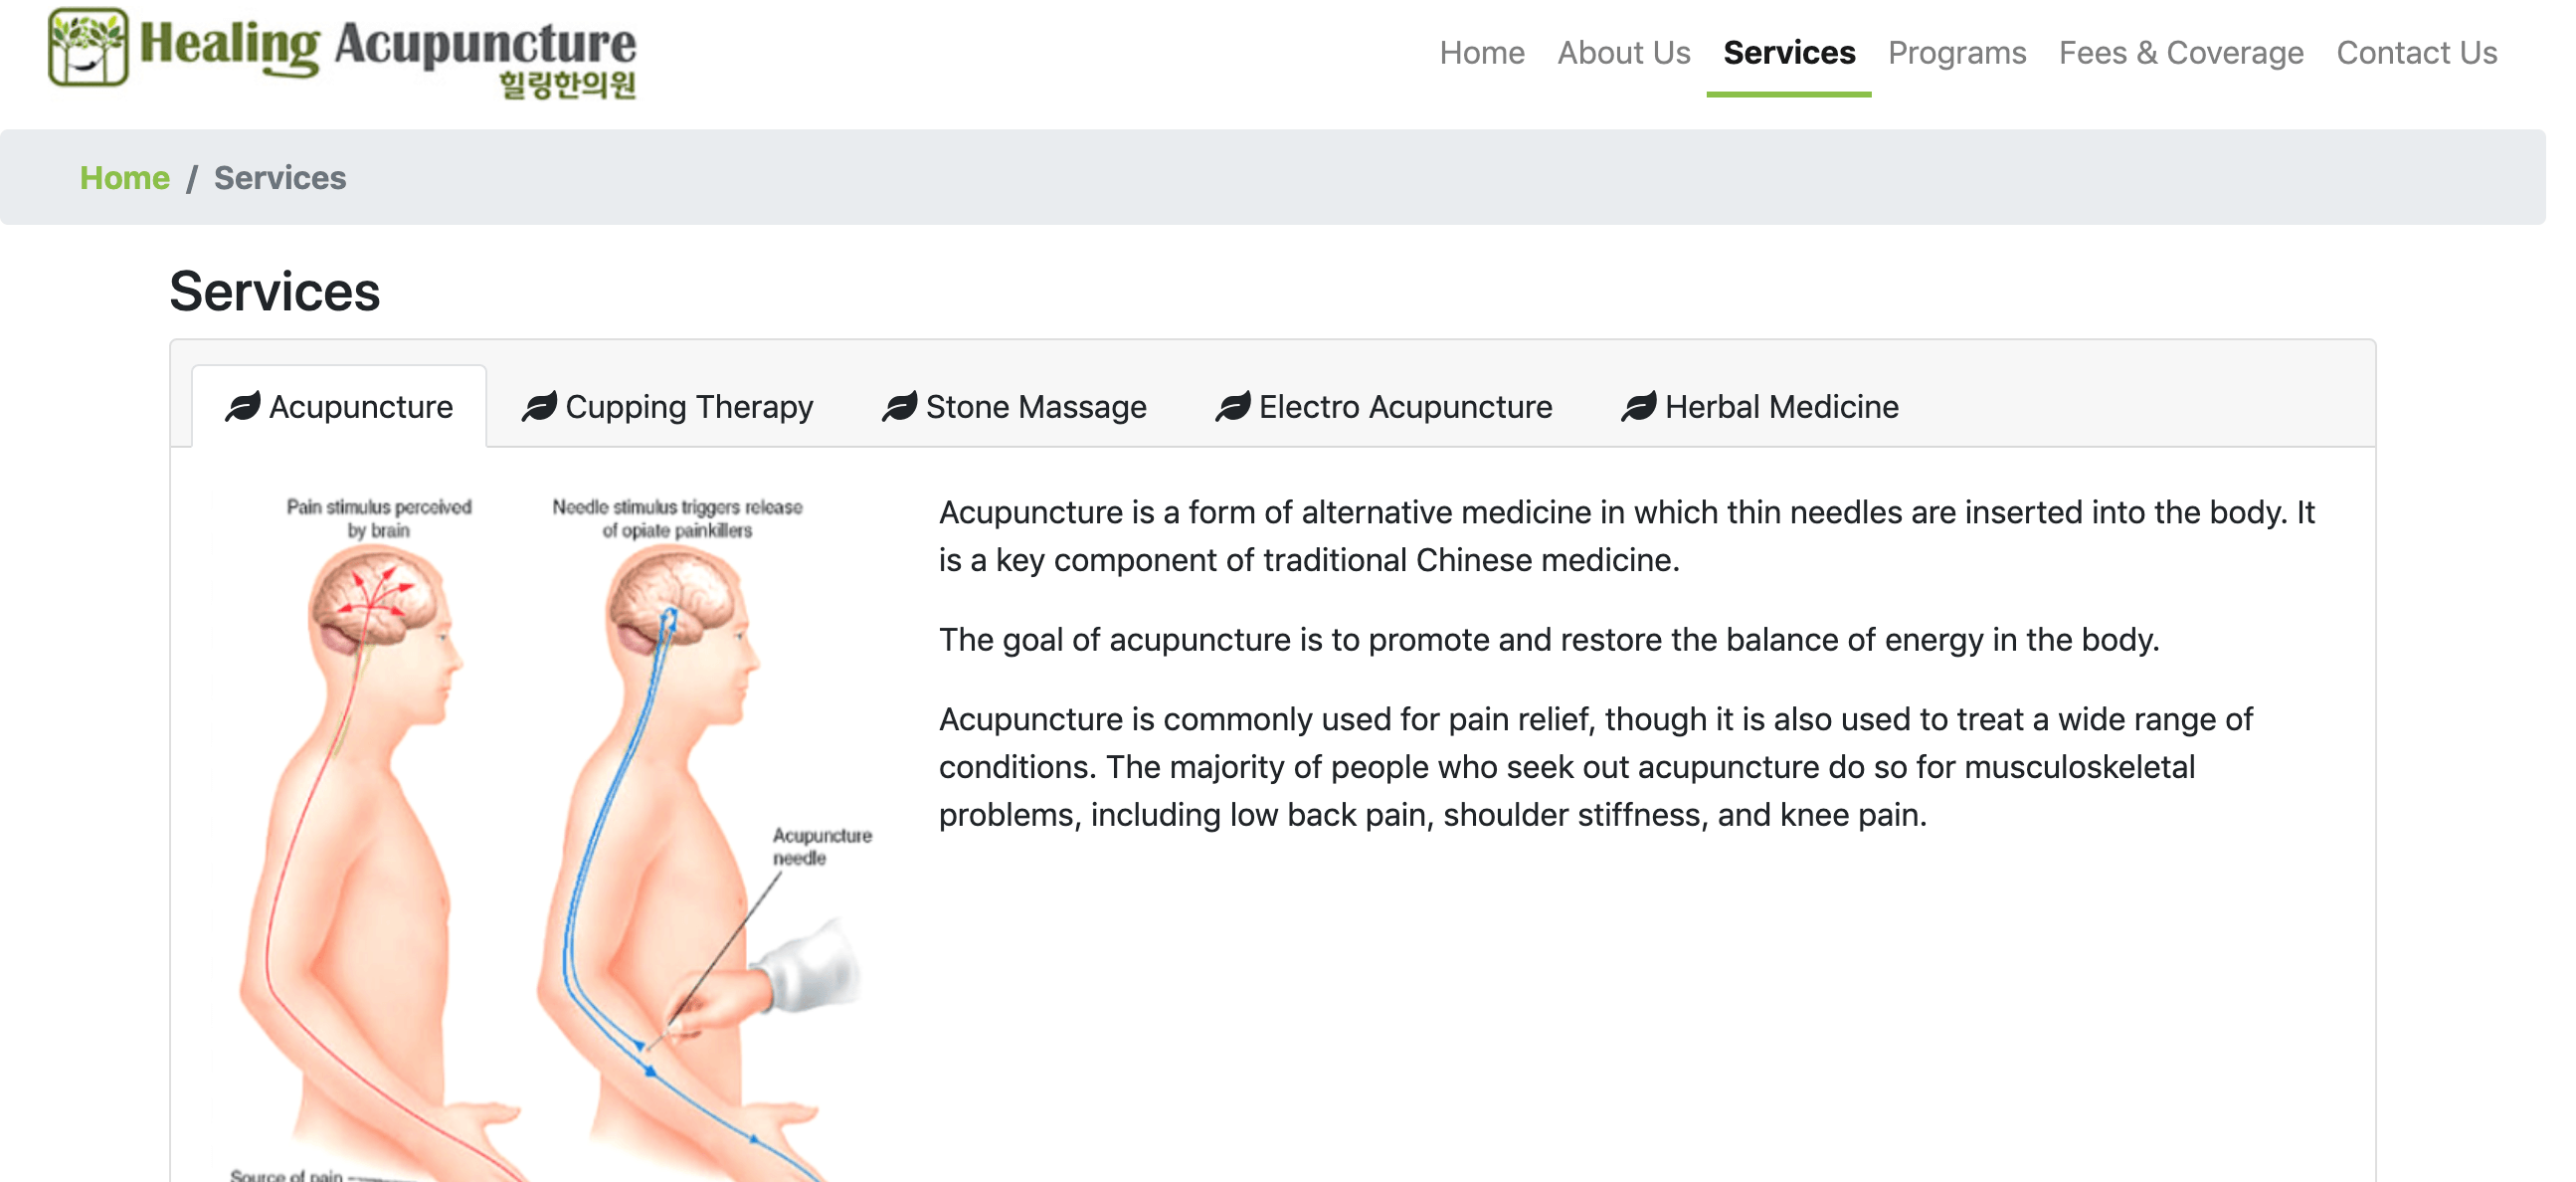 Healing Acupuncture
힐링한의원
Home About Us Services Programs Fees & Coverage Contact Us
Home / Services
Services
Acupuncture Cupping Therapy Stone Massage Electro Acupuncture Herbal Medicine
Pain stimulus perceived
by brain
Needle stimulus triggers release
of opiate painkillers
Acupuncture
needle
Source of pain
Acupuncture is a form of alternative medicine in which thin needles are inserted into the body. It
is a key component of traditional Chinese medicine.
The goal of acupuncture is to promote and restore the balance of energy in the body.
Acupuncture is commonly used for pain relief, though it is also used to treat a wide range of
conditions. The majority of people who seek out acupuncture do so for musculoskeletal
problems, including low back pain, shoulder stiffness, and knee pain.